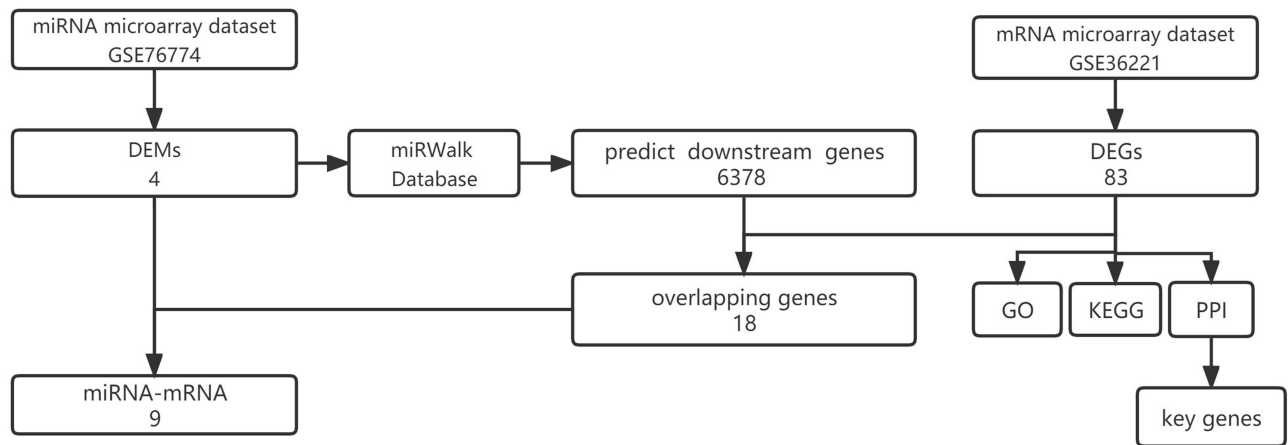 miRNA microarray dataset
GSE76774
mRNA microarray dataset
GSE36221
DEMs
4
miRWalk
Database
predict downstream genes
6378
DEGs
83
overlapping genes
18
GO
KEGG
PPI
miRNA-mRNA
9
key genes